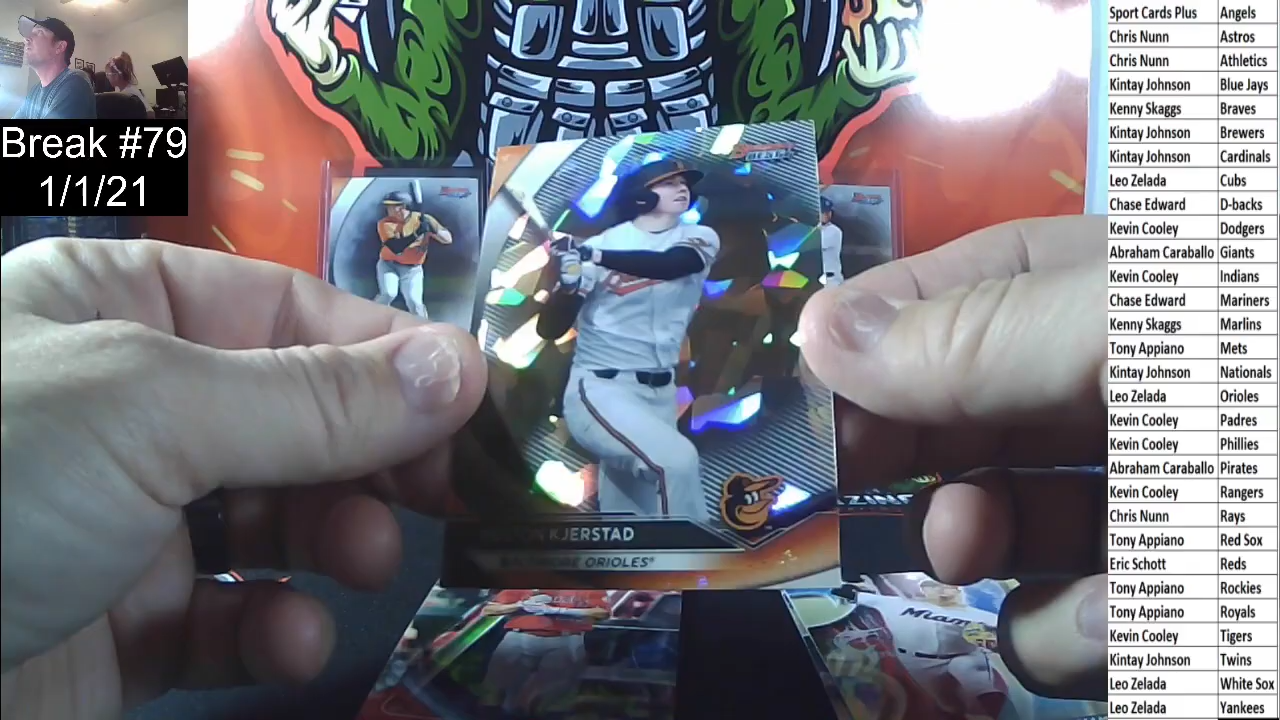 Break #79
1/1/21
BEST
KJERSTAD
BALTIMORE ORIOLES
Miam
Sport Cards Plus Angels
Chris Nunn Astros
Chris Nunn Athletics
Kintay Johnson Blue Jays
Kenny Skaggs Braves
Kintay Johnson Brewers
Kintay Johnson Cardinals
Leo Zelada Cubs
Chase Edward D-backs
Kevin Cooley Dodgers
Abraham Caraballo Giants
Kevin Cooley Indians
Chase Edward Mariners
Kenny Skaggs Marlins
Tony Appiano Mets
Kintay Johnson Nationals
Leo Zelada Orioles
Kevin Cooley Padres
Kevin Cooley Phillies
Abraham Caraballo Pirates
Kevin Cooley Rangers
Chris Nunn Rays
Tony Appiano Red Sox
Eric Schott Reds
Tony Appiano Rockies
Tony Appiano Royals
Kevin Cooley Tigers
Kintay Johnson Twins
Leo Zelada White Sox
Leo Zelada Yankees